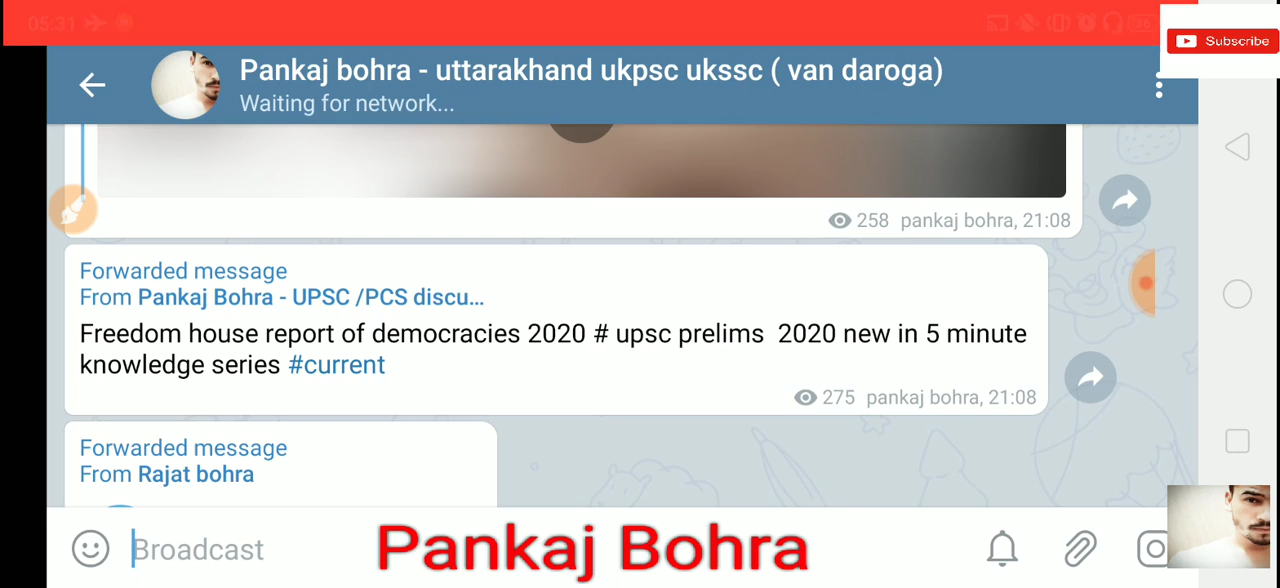 05:31
Subscribe
Pankaj bohra - uttarakhand ukpsc ukssc ( van daroga)
Waiting for network...
258 pankaj bohra, 21:08
Forwarded message
From Pankaj Bohra - UPSC /PCS discu...
Freedom house report of democracies 2020 # upsc prelims 2020 new in 5 minute
knowledge series #current
275 pankaj bohra, 21:08
Forwarded message
From Rajat bohra
Broadcast
Pankaj Bohra